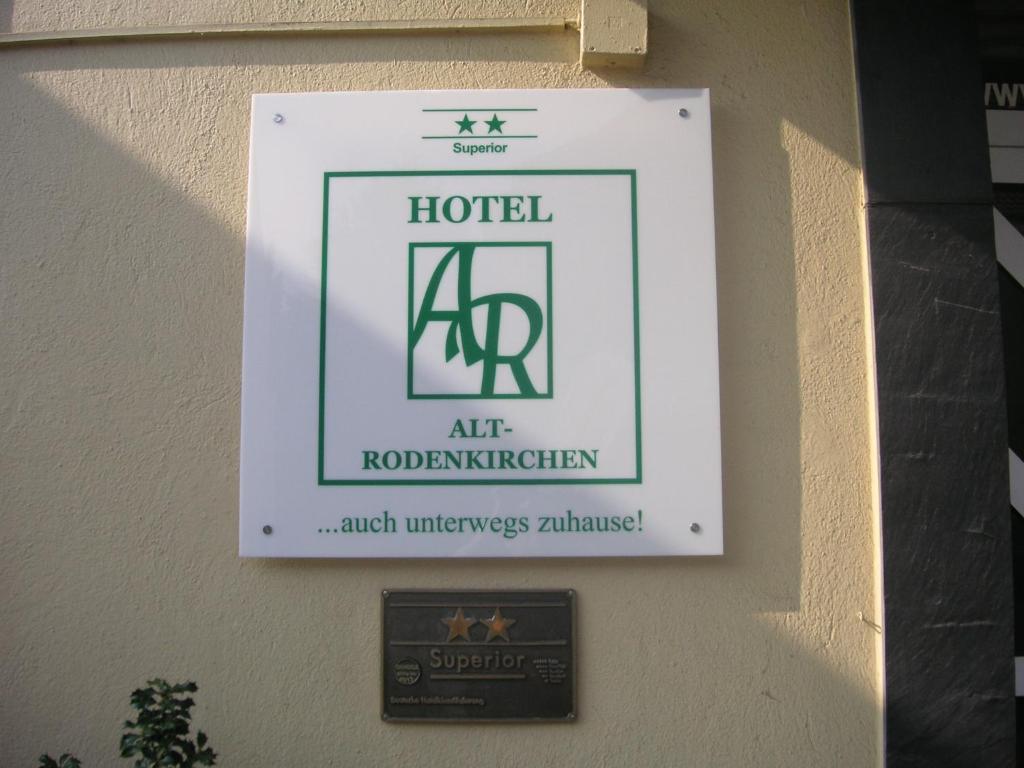 Superior
HOTEL
AR
ALT-
RODENKIRCHEN
...auch unterwegs zuhause!
Superior